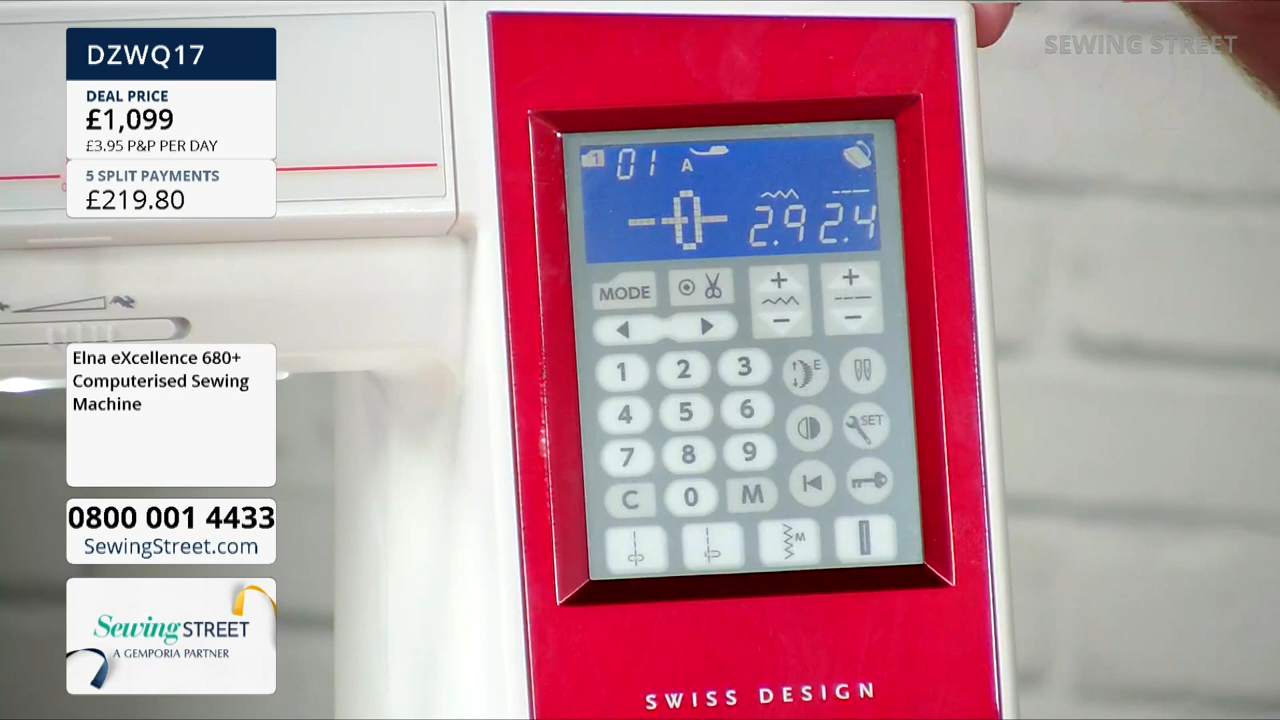 DZWQ17
DEAL PRICE
£1,099
£3.95 P&P PER DAY
5 SPLIT PAYMENTS
£219.80
Elna eXcellence 680+
Computerised Sewing
Machine
0800 001 4433
SewingStreet.com
Sewing STREET
A GEMPORIA PARTNER
SEWING STREET
1 01 A
0 2.9 2.4
MODE
+ +
- -
1 2 3 E
4 5 6 SET
7 8 9
C 0 M
M
SWISS DESIGN